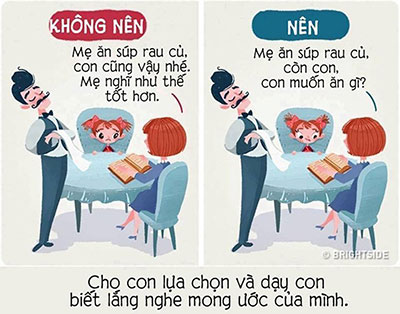 KHÔNG NÊN
Mẹ ăn súp rau củ,
con cũng vậy nhé.
Mẹ nghĩ như thế
tốt hơn.
NÊN
Mẹ ăn súp rau củ,
còn con,
con muốn ăn gì?
© BRIGHTSIDE
Cho con lựa chọn và dạy con
biết lắng nghe mong ước của mình.